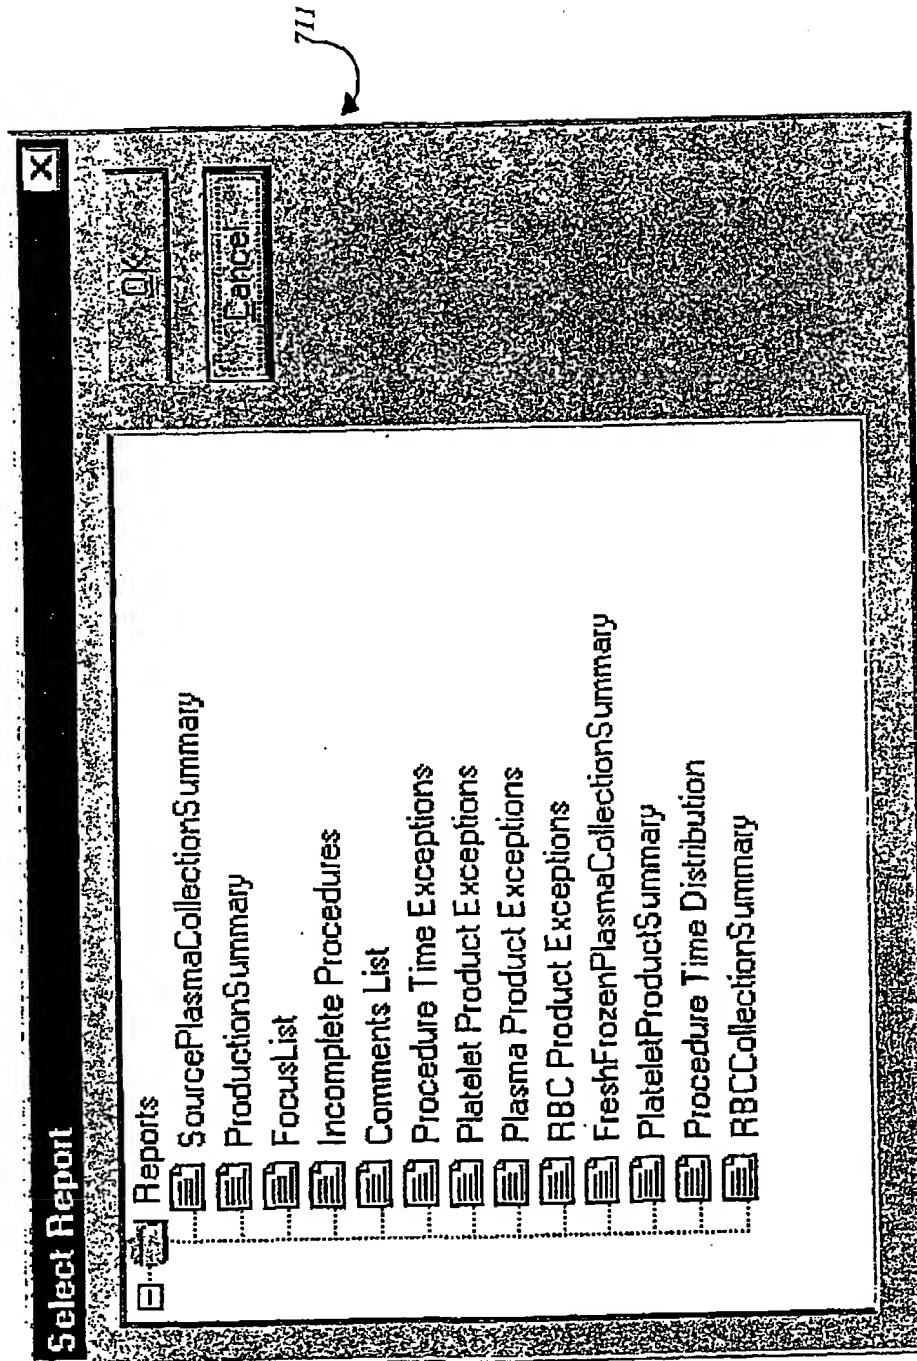 Select Report
Reports
SourcePlasmaCollectionSummary
ProductionSummary
FocusList
Incomplete Procedures
Comments List
Procedure Time Exceptions
Platelet Product Exceptions
Plasma Product Exceptions
RBC Product Exceptions
FreshFrozenPlasmaCollectionSummary
PlateletProductSummary
Procedure Time Distribution
RBCCollectionSummary
OK
Cancel
711